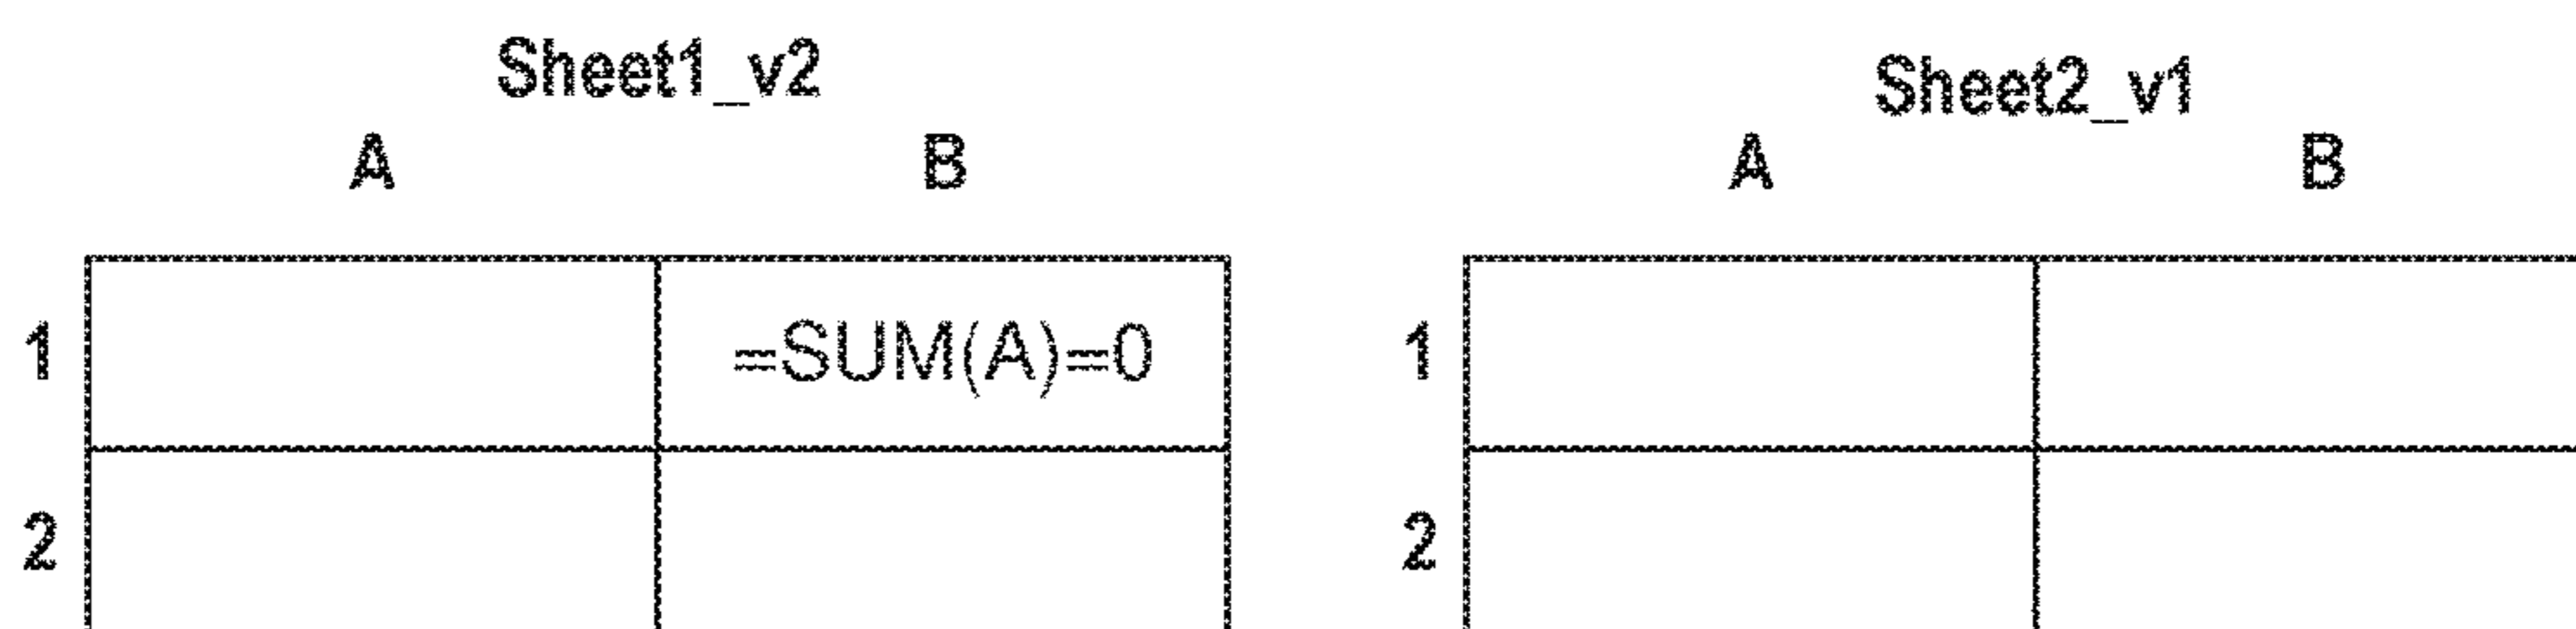 Sheet1_v2 Sheet2_v1
A B A B
1 =SUM(A)=0 1
2 2